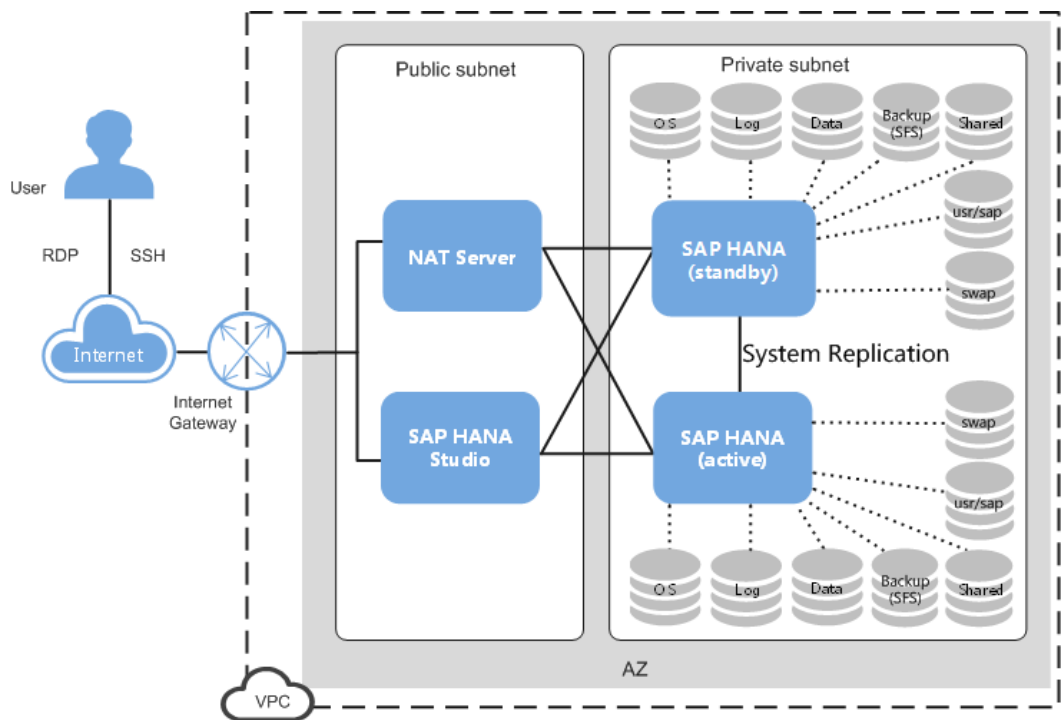 Public subnet
Private subnet
OS
Log
Data
Backup
(SFS)
Shared
User
usr/sap
RDP
SSH
NAT Server
SAP HANA
(standby)
swap
Internet
System Replication
Internet
Gateway
SAP HANA
Studio
SAP HANA
(active)
swap
usr/sap
OS
Log
Data
Backup
(SFS)
Shared
AZ
VPC